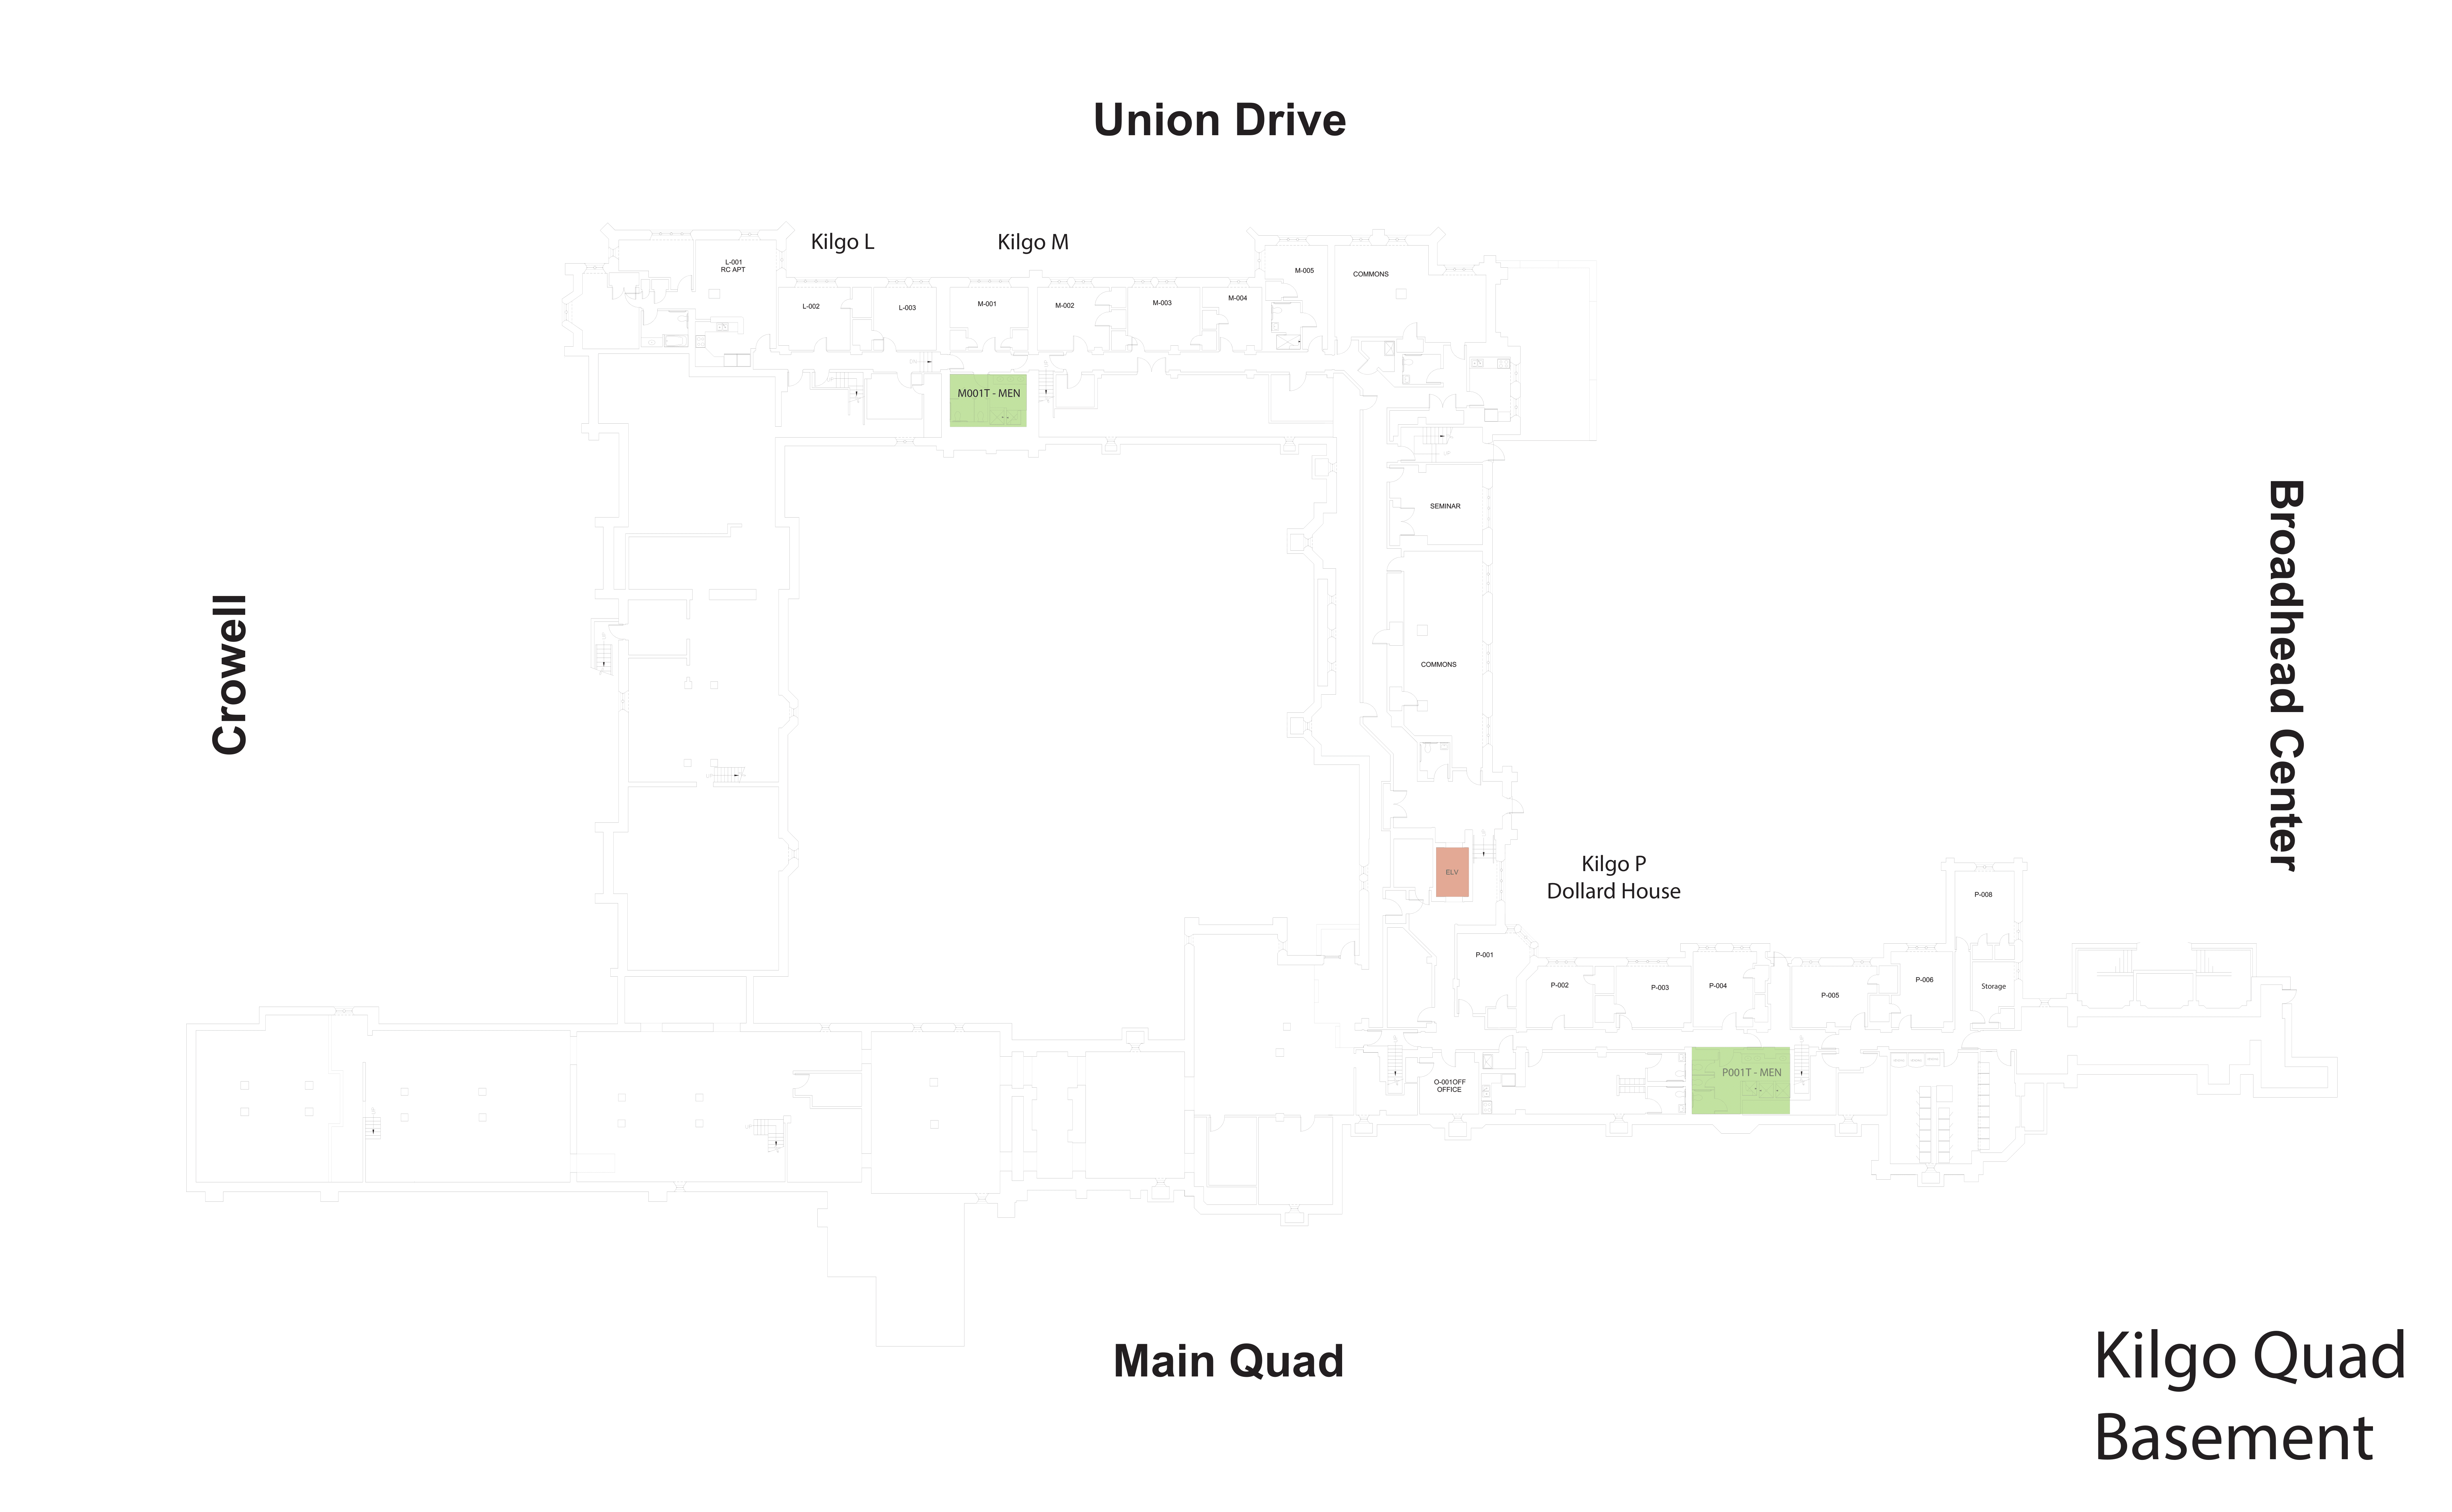 Union Drive
Kilgo L
Kilgo M
L-001
RC APT
L-002
L-003
M-001
M-002
M-003
M-004
M-005
COMMONS
M001T - MEN
SEMINAR
COMMONS
Crowell
Broadhead Center
ELV
Kilgo P
Dollard House
P-001
P-002
P-003
P-004
P-005
P-006
P-008
Storage
O-001OFF
OFFICE
P001T - MEN
Main Quad
Kilgo Quad
Basement